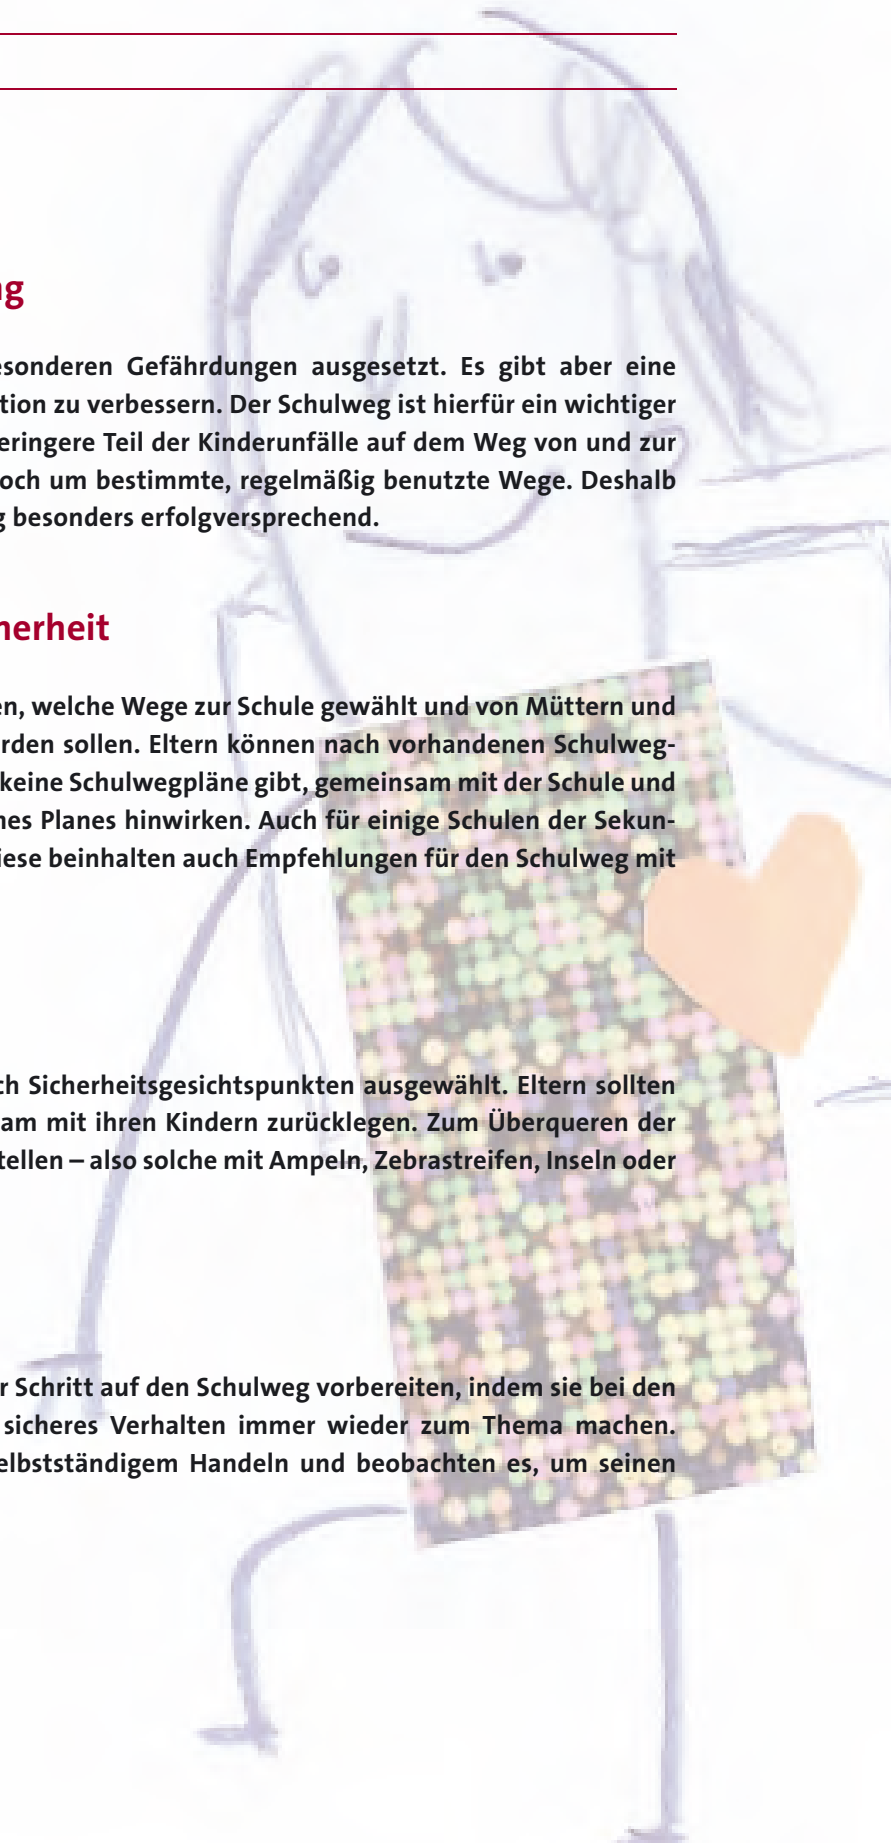 ng
esonderen Gefährdungen ausgesetzt. Es gibt aber eine
tion zu verbessern. Der Schulweg ist hierfür ein wichtiger
eringere Teil der Kinderunfälle auf dem Weg von und zur
och um bestimmte, regelmäßig benutzte Wege. Deshalb
g besonders erfolgversprechend.
herheit
en, welche Wege zur Schule gewählt und von Müttern und
rden sollen. Eltern können nach vorhandenen Schulweg-
keine Schulwegpläne gibt, gemeinsam mit der Schule und
nes Planes hinwirken. Auch für einige Schulen der Sekun-
iese beinhalten auch Empfehlungen für den Schulweg mit
ch Sicherheitsgesichtspunkten ausgewählt. Eltern sollten
am mit ihren Kindern zurücklegen. Zum Überqueren der
tellen – also solche mit Ampeln, Zebrastreifen, Inseln oder
r Schritt auf den Schulweg vorbereiten, indem sie bei den
sicheres Verhalten immer wieder zum Thema machen.
elbstständigem Handeln und beobachten es, um seinen